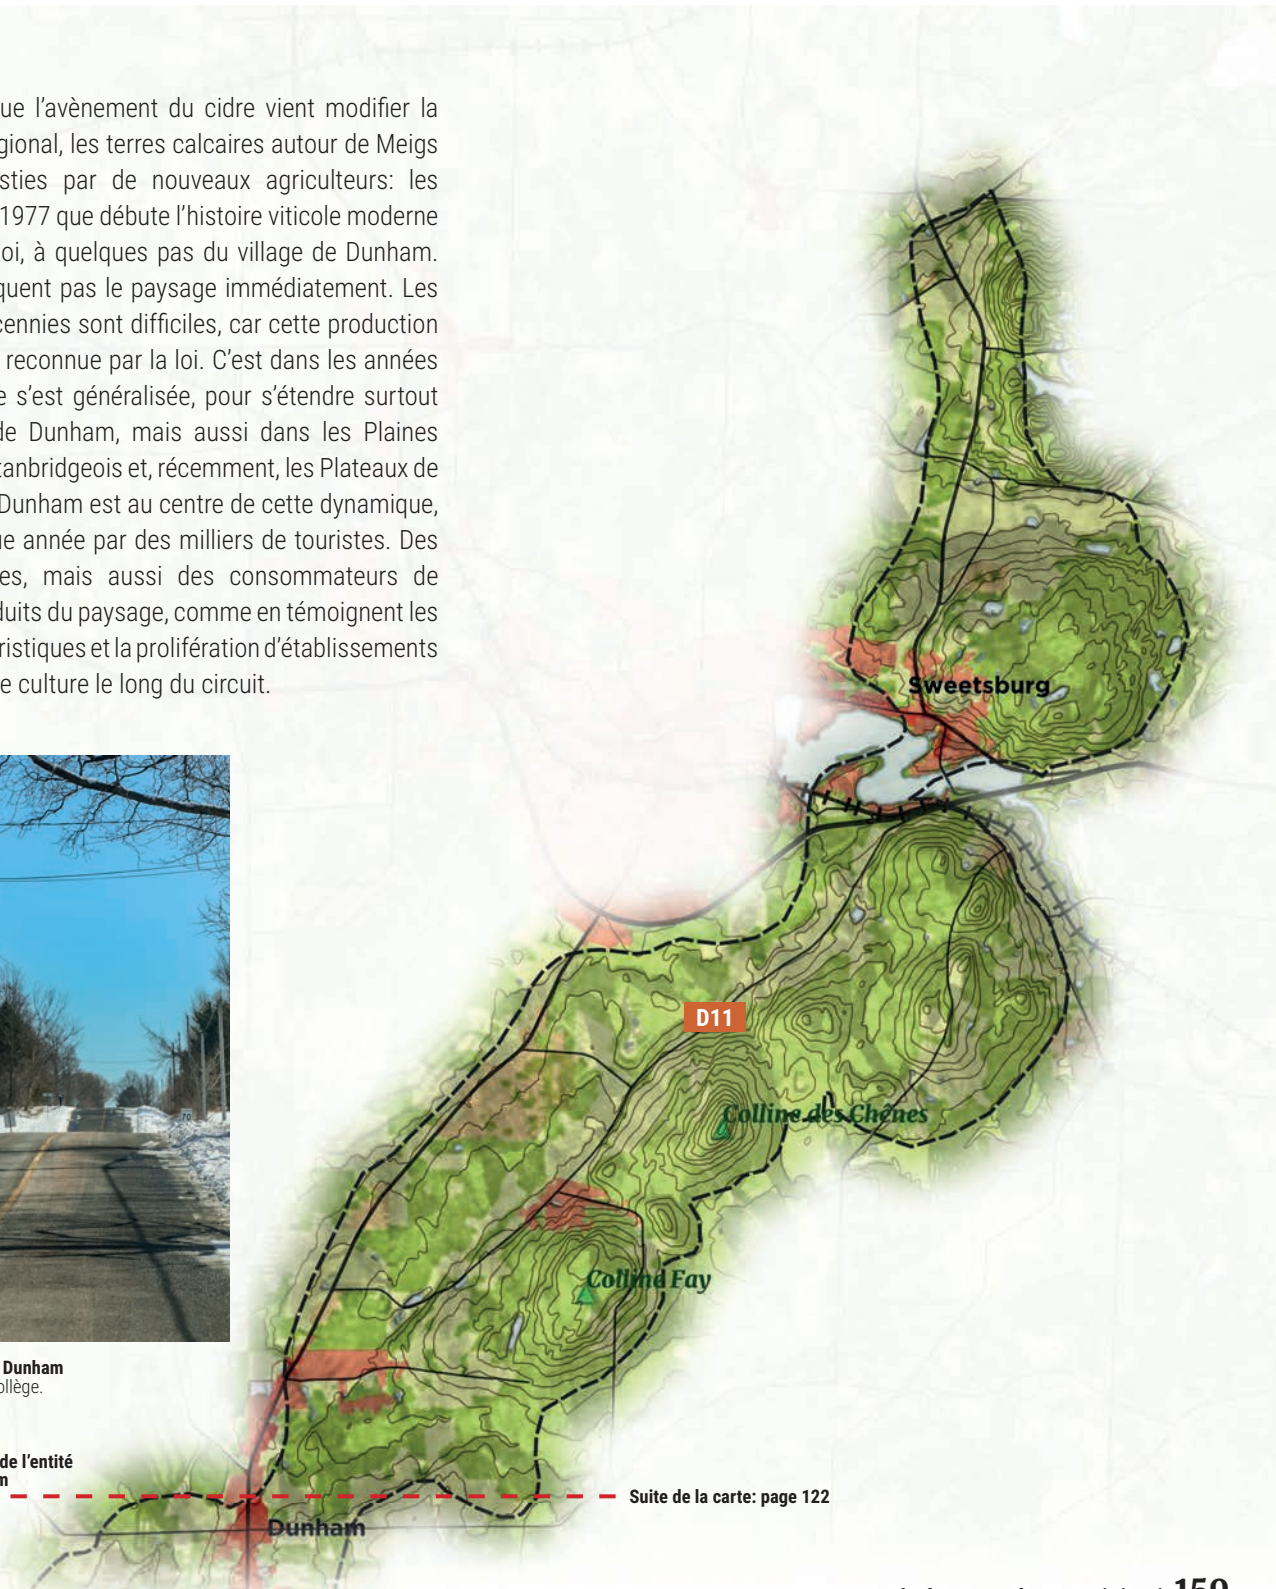 ue l’avènement du cidre vient modifier la
gional, les terres calcaires autour de Meigs
sties par de nouveaux agriculteurs: les
1977 que débute l’histoire viticole moderne
oi, à quelques pas du village de Dunham.
quent pas le paysage immédiatement. Les
cennies sont difficiles, car cette production
reconnue par la loi. C’est dans les années
e s’est généralisée, pour s’étendre surtout
de Dunham, mais aussi dans les Plaines
tanbridgeois et, récemment, les Plateaux de
Dunham est au centre de cette dynamique,
ue année par des milliers de touristes. Des
es, mais aussi des consommateurs de
duits du paysage, comme en témoignent les
ristiques et la prolifération d’établissements
e culture le long du circuit.
Sweetsburg
D11
Colline des Chênes
Colline Fay
70
Dunham
ollège.
de l’entité
m
Suite de la carte: page 122
Dunham
159